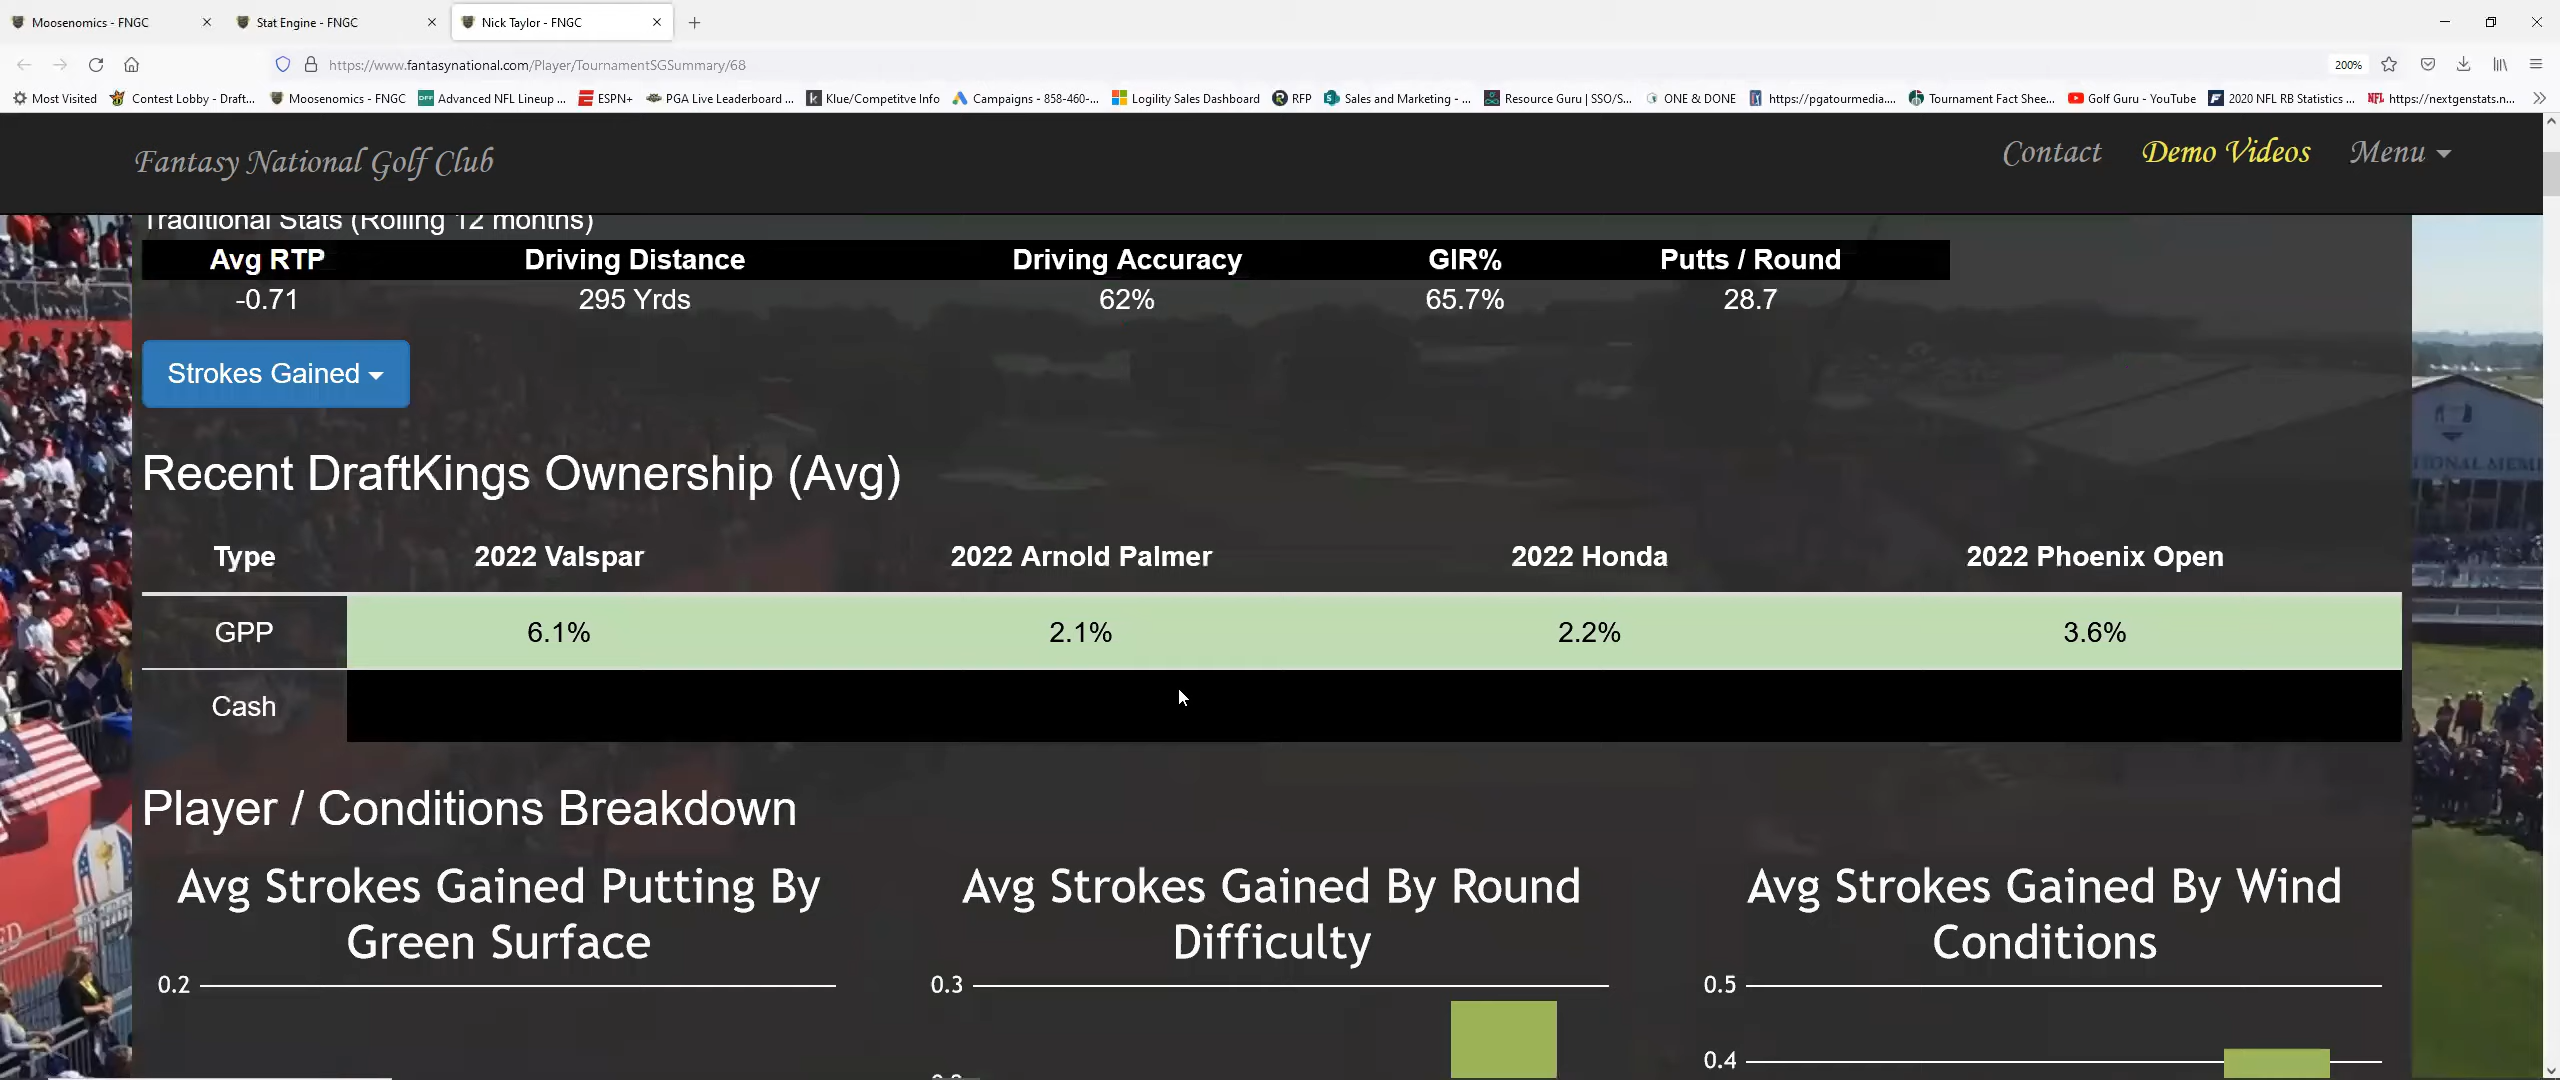 Moosenomics - FNGC
Stat Engine - FNGC
Nick Taylor - FNGC
https://www.fantasynational.com/Player/TournamentSGSummary/68
200%
Most Visited
Contest Lobby - Draft...
Moosenomics - FNGC
Advanced NFL Lineup ...
ESPN+
PGA Live Leaderboard ...
Klue/Competitve Info
Campaigns - 858-460-...
Logility Sales Dashboard
RFP
Sales and Marketing - ...
Resource Guru | SSO/S...
ONE & DONE
https://pgatourmedia....
Tournament Fact Shee...
Golf Guru - YouTube
2020 NFL RB Statistics ...
https://nextgenstats.n...
Fantasy National Golf Club
Contact
Demo Videos
Menu
Traditional Stats (Rolling 12 months)
Avg RTP Driving Distance Driving Accuracy GIR% Putts / Round
-0.71 295 Yrds 62% 65.7% 28.7
Strokes Gained
Recent DraftKings Ownership (Avg)
Type 2022 Valspar 2022 Arnold Palmer 2022 Honda 2022 Phoenix Open
GPP 6.1% 2.1% 2.2% 3.6%
Cash
Player / Conditions Breakdown
Avg Strokes Gained Putting By
Green Surface
0.2
Avg Strokes Gained By Round
Difficulty
0.3
Avg Strokes Gained By Wind
Conditions
0.5
0.4